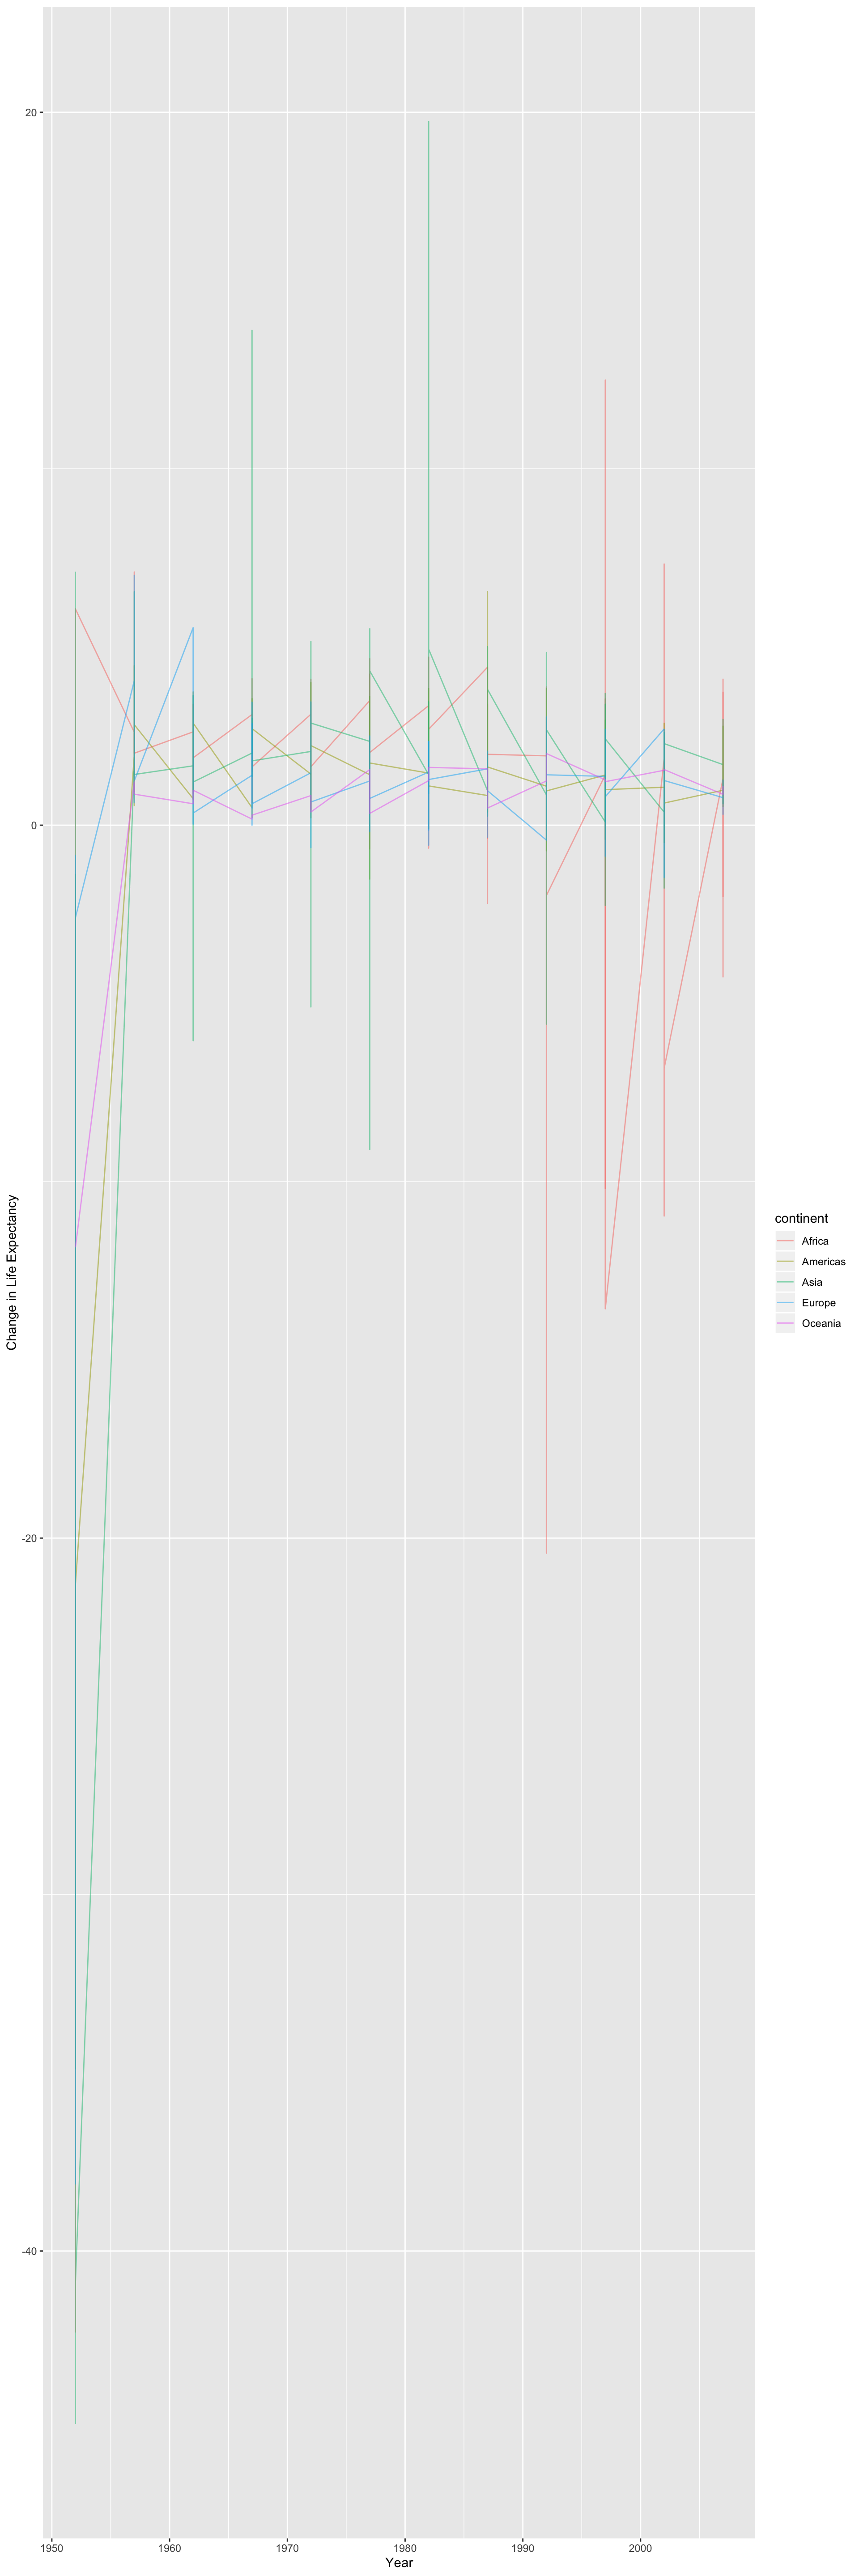 20
0
-20
-40
Change in Life Expectancy
1950
1960
1970
1980
1990
2000
Year
continent
Africa
Americas
Asia
Europe
Oceania